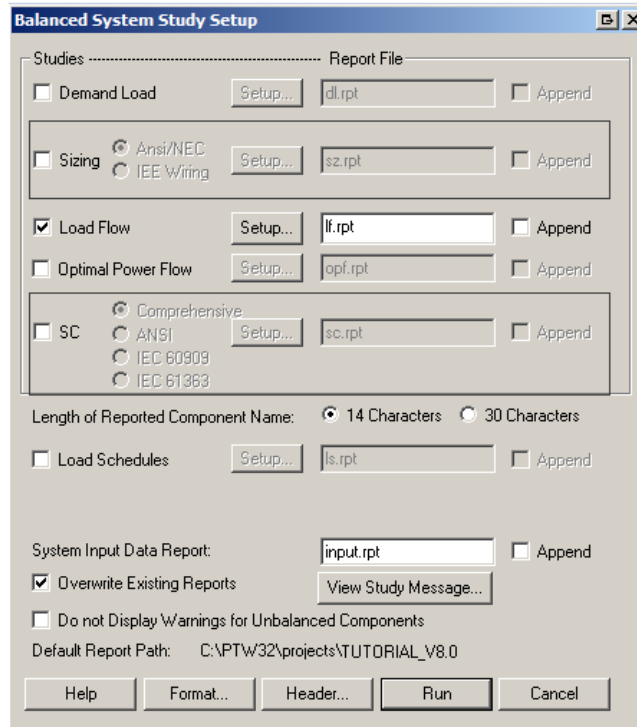 Balanced System Study Setup
Studies ------------------------------------------------- Report File
Demand Load Setup... dl.rpt Append
Sizing Ansi/NEC Setup... sz.rpt Append
IEE Wiring
Load Flow Setup... lf.rpt Append
Optimal Power Flow Setup... opf.rpt Append
Comprehensive
SC ANSI Setup... sc.rpt Append
IEC 60909
IEC 61363
Length of Reported Component Name: 14 Characters 30 Characters
Load Schedules Setup... ls.rpt Append
System Input Data Report: input.rpt Append
Overwrite Existing Reports View Study Message...
Do not Display Warnings for Unbalanced Components
Default Report Path: C:\PTW32\projects\TUTORIAL_V8.0
Help Format... Header... Run Cancel